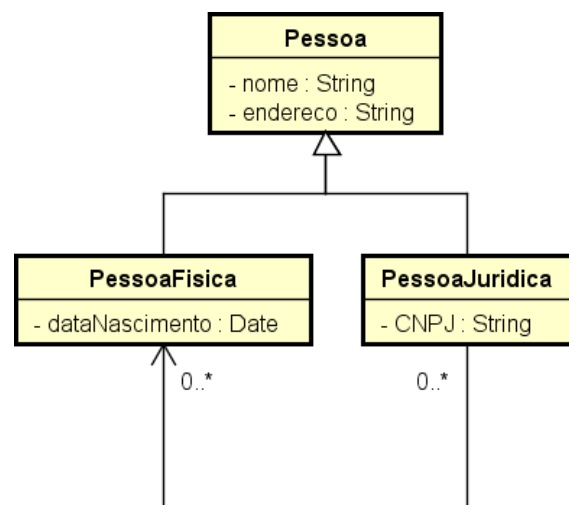 Pessoa
- nome : String
- endereco : String
PessoaFisica
- dataNascimento : Date
PessoaJuridica
- CNPJ : String
0..*
0..*